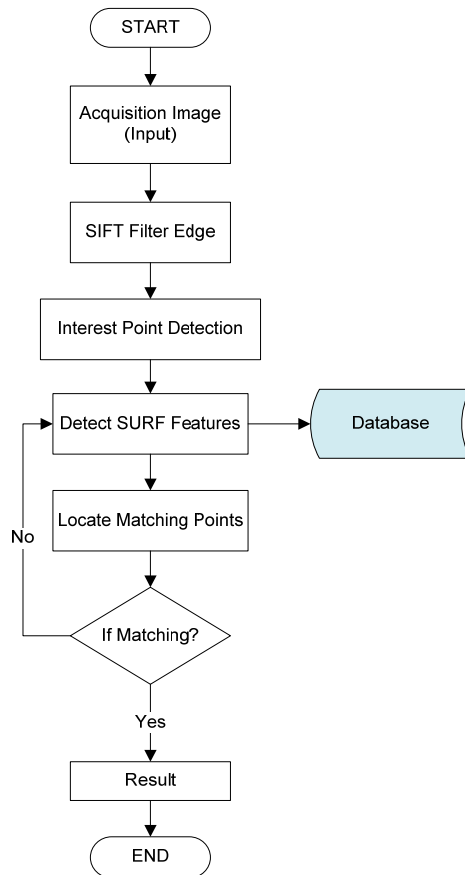 START
Acquisition Image
(Input)
SIFT Filter Edge
Interest Point Detection
Detect SURF Features
Database
Locate Matching Points
No
If Matching?
Yes
Result
END